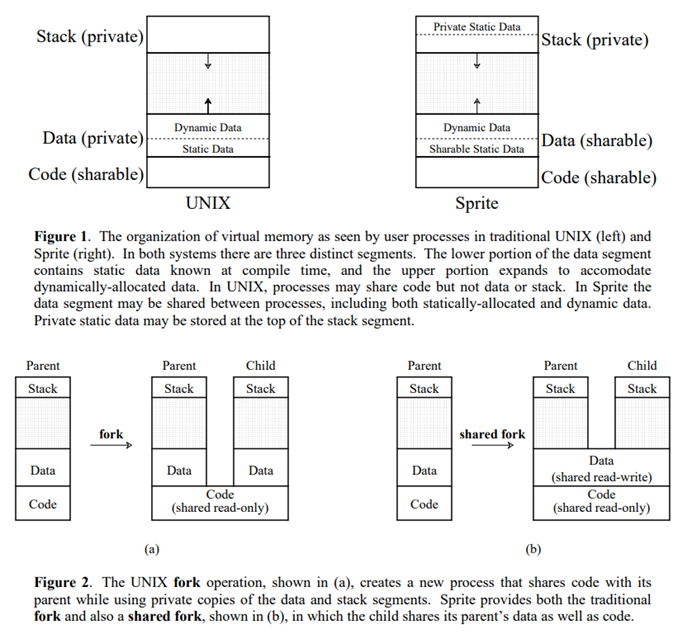 Stack (private)
Private Static Data
Stack (private)
Dynamic Data
Data (private)
Static Data
Code (sharable)
UNIX
Dynamic Data
Data (sharable)
Sharable Static Data
Code (sharable)
Sprite
Figure 1. The organization of virtual memory as seen by user processes in traditional UNIX (left) and
Sprite (right). In both systems there are three distinct segments. The lower portion of the data segment
contains static data known at compile time, and the upper portion expands to accomodate
dynamically-allocated data. In UNIX, processes may share code but not data or stack. In Sprite the
data segment may be shared between processes, including both statically-allocated and dynamic data.
Private static data may be stored at the top of the stack segment.
Parent
Stack
fork
Data
Code
Parent
Child
Stack
Stack
Data
Data
Code
(shared read-only)
(a)
Parent
Stack
shared fork
Data
Code
Parent
Child
Stack
Stack
Data
(shared read-write)
Code
(shared read-only)
(b)
Figure 2. The UNIX fork operation, shown in (a), creates a new process that shares code with its
parent while using private copies of the data and stack segments. Sprite provides both the traditional
fork and also a shared fork, shown in (b), in which the child shares its parent's data as well as code.